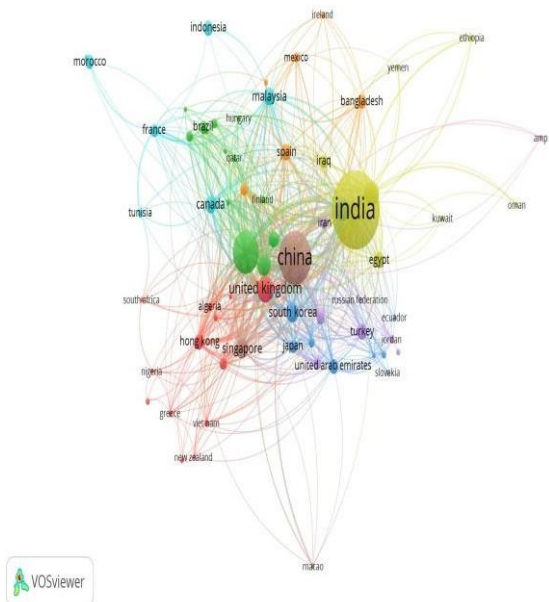 ireland
indonesia
ethiopia
mexico
morocco
yemen
malaysia
bangladesh
hungary
brazil
france
amp
spain
iraq
qatar
finland
canada
oman
india
tunisia
kuwait
iran
china
egypt
united kingdom
south africa
russian federation
algeria
south korea
ecuador
turkey
jordan
hong kong
singapore
japan
united arab emirates
nigeria
slovakia
greece
vietnam
new zealand
macao
VOSviewer